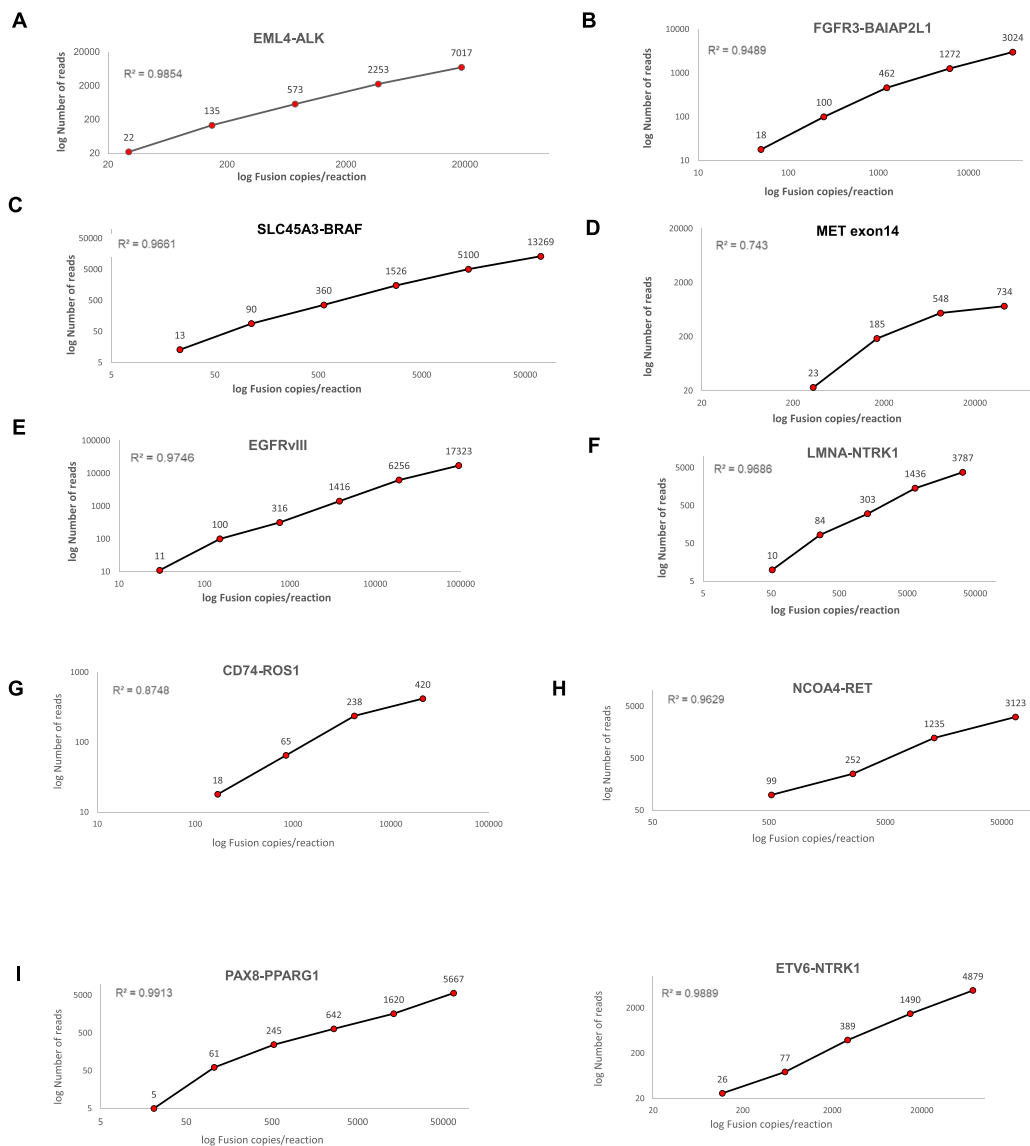 A
EML4-ALK
R² = 0.9854
log Number of reads
20000
2000
200
20
22
135
573
2253
7017
20
200
2000
20000
log Fusion copies/reaction
B
FGFR3-BAIAP2L1
R² = 0.9489
log Number of reads
10000
1000
100
10
18
100
462
1272
3024
10
100
1000
10000
log Fusion copies/reaction
C
SLC45A3-BRAF
R² = 0.9661
log Number of reads
50000
5000
500
50
5
13
90
360
1526
5100
13269
5
50
500
5000
50000
log Fusion copies/reaction
D
MET exon14
R² = 0.743
log Number of reads
20000
2000
200
20
23
185
548
734
20
200
2000
20000
log Fusion copies/reaction
E
EGFRvIII
R² = 0.9746
log Number of reads
100000
10000
1000
100
10
11
100
316
1416
6256
17323
10
100
1000
10000
100000
log Fusion copies/reaction
F
LMNA-NTRK1
R² = 0.9686
log Number of reads
5000
500
50
5
10
84
303
1436
3787
5
50
500
5000
50000
log Fusion copies/reaction
G
CD74-ROS1
R² = 0.8748
log Number of reads
1000
100
10
18
65
238
420
10
100
1000
10000
100000
log Fusion copies/reaction
H
NCOA4-RET
R² = 0.9629
log Number of reads
5000
500
50
99
252
1235
3123
50
500
5000
50000
log Fusion copies/reaction
I
PAX8-PPARG1
R² = 0.9913
log Number of reads
5000
500
50
5
5
61
245
642
1620
5667
5
50
500
5000
50000
log Fusion copies/reaction
ETV6-NTRK1
R² = 0.9889
log Number of reads
2000
200
20
26
77
389
1490
4879
20
200
2000
20000
log Fusion copies/reaction